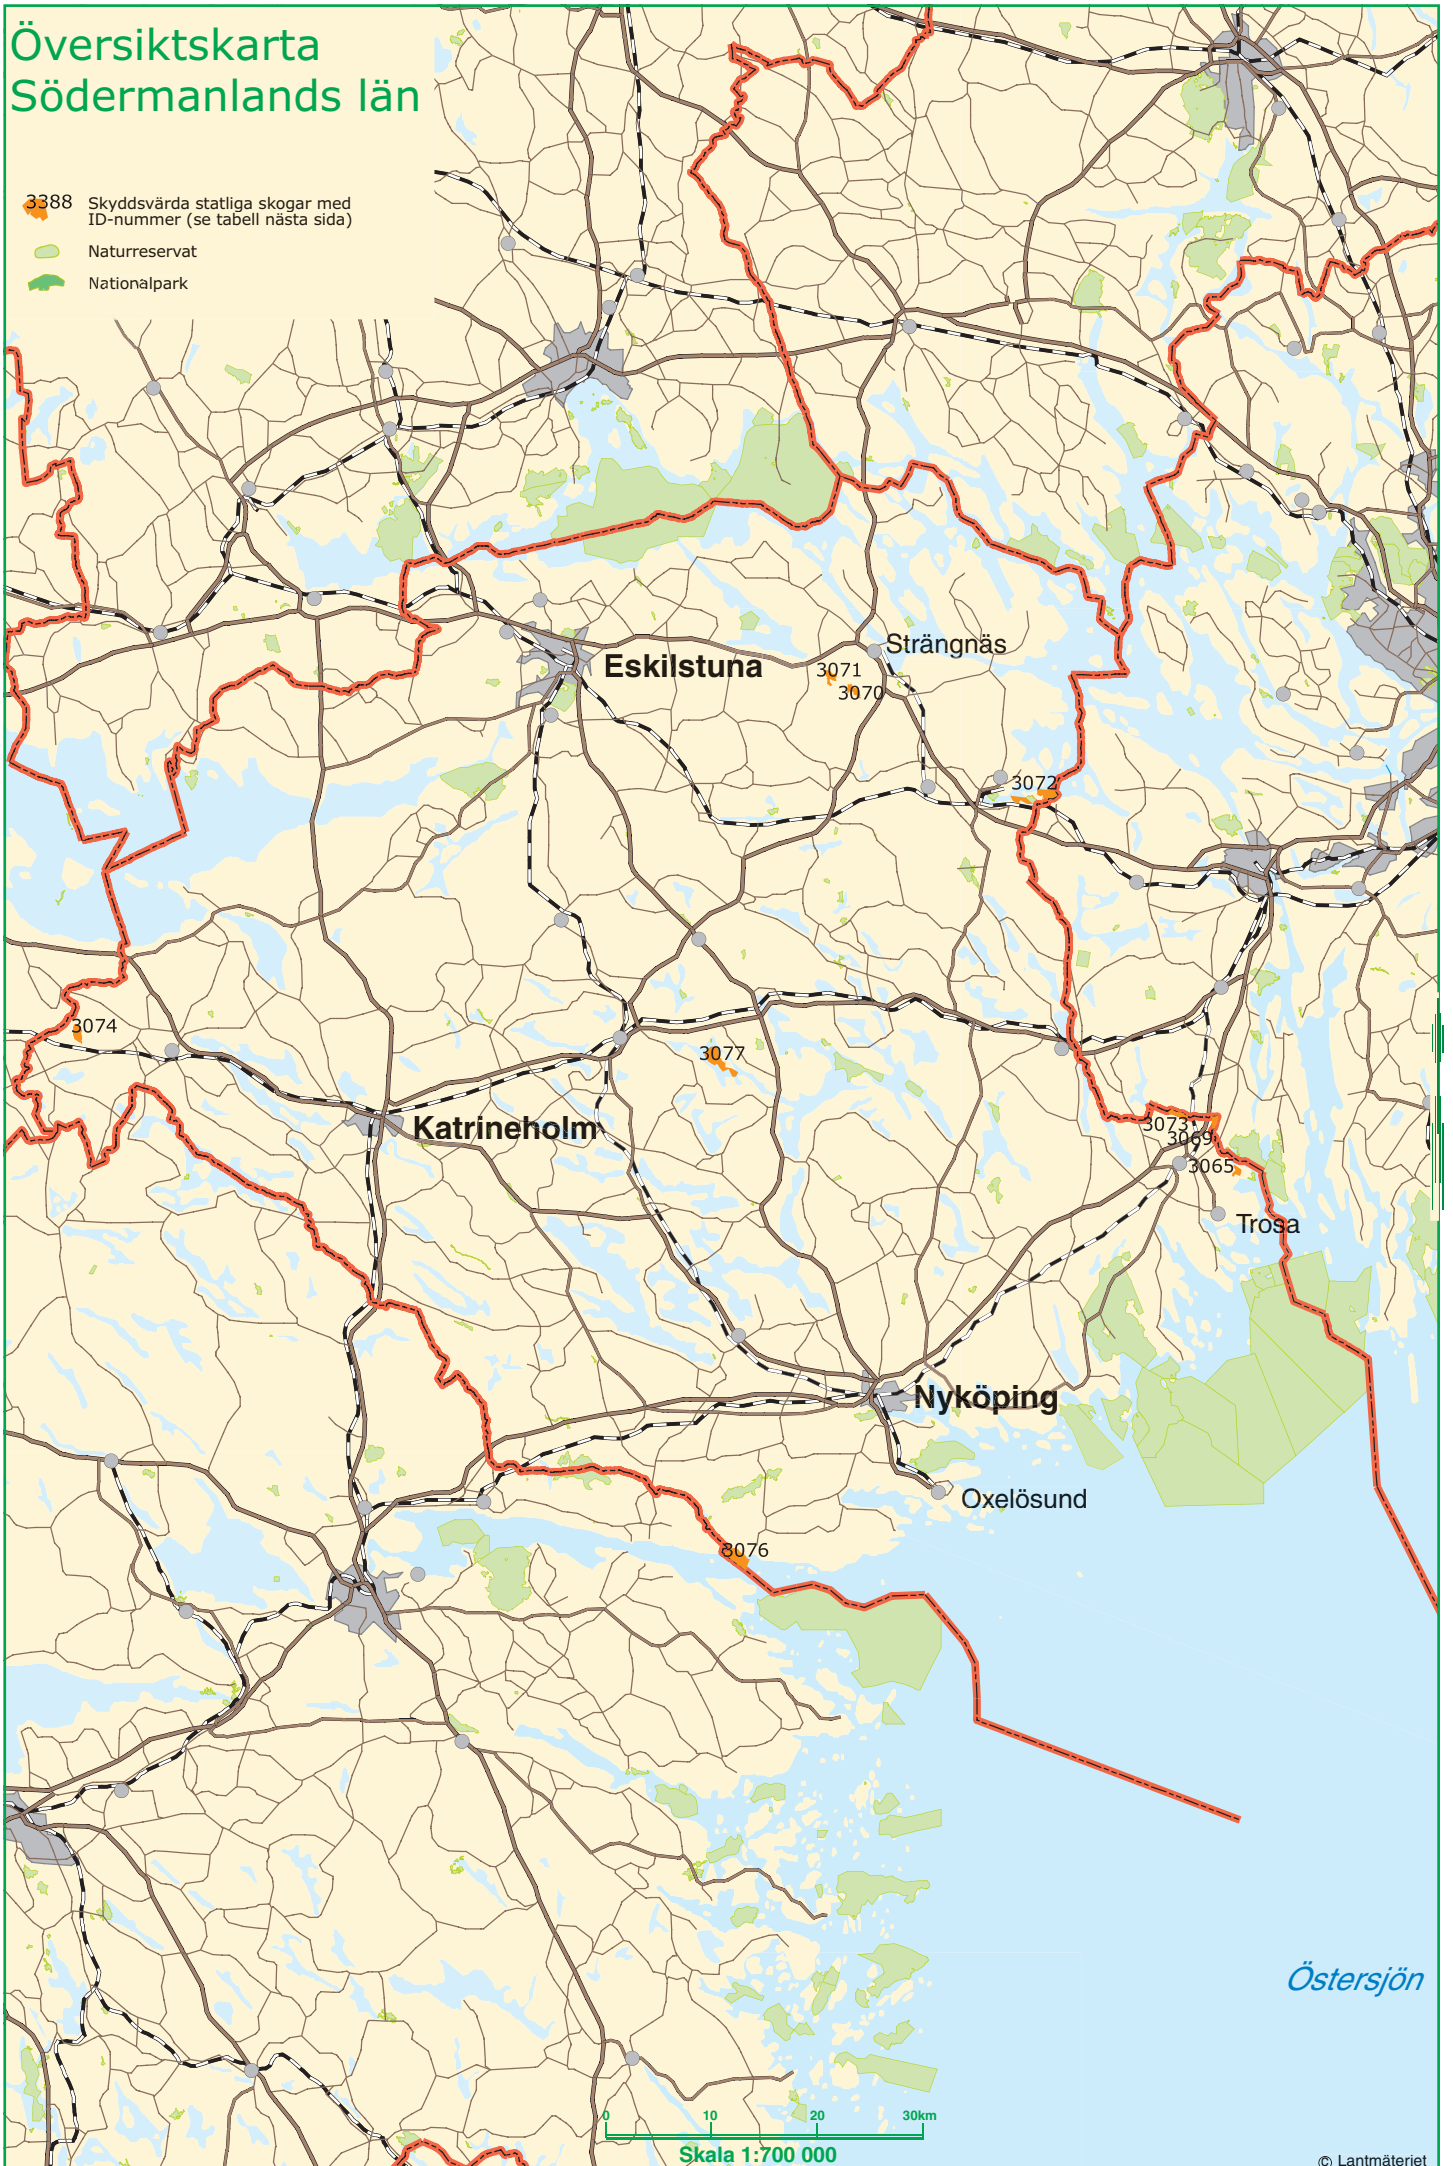 Översiktskarta
Södermanlands län
3388
Skyddsvärda statliga skogar med
ID-nummer (se tabell nästa sida)
Naturreservat
Nationalpark
Strängnäs
Eskilstuna
3071
3070
3072
3074
3077
Katrineholm
3073
3069
3065
Trosa
Nyköping
Oxelösund
3076
Östersjön
0 10 20 30km
Skala 1:700 000
© Lantmäteriet